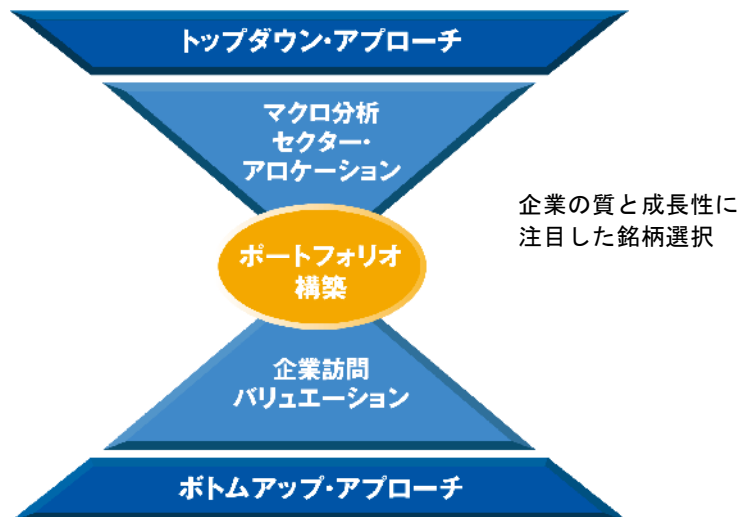 トップダウン・アプローチ
マクロ分析
セクター・
アロケーション
企業の質と成長性に
注目した銘柄選択
ポートフォリオ
構築
企業訪問
バリュエーション
ボトムアップ・アプローチ